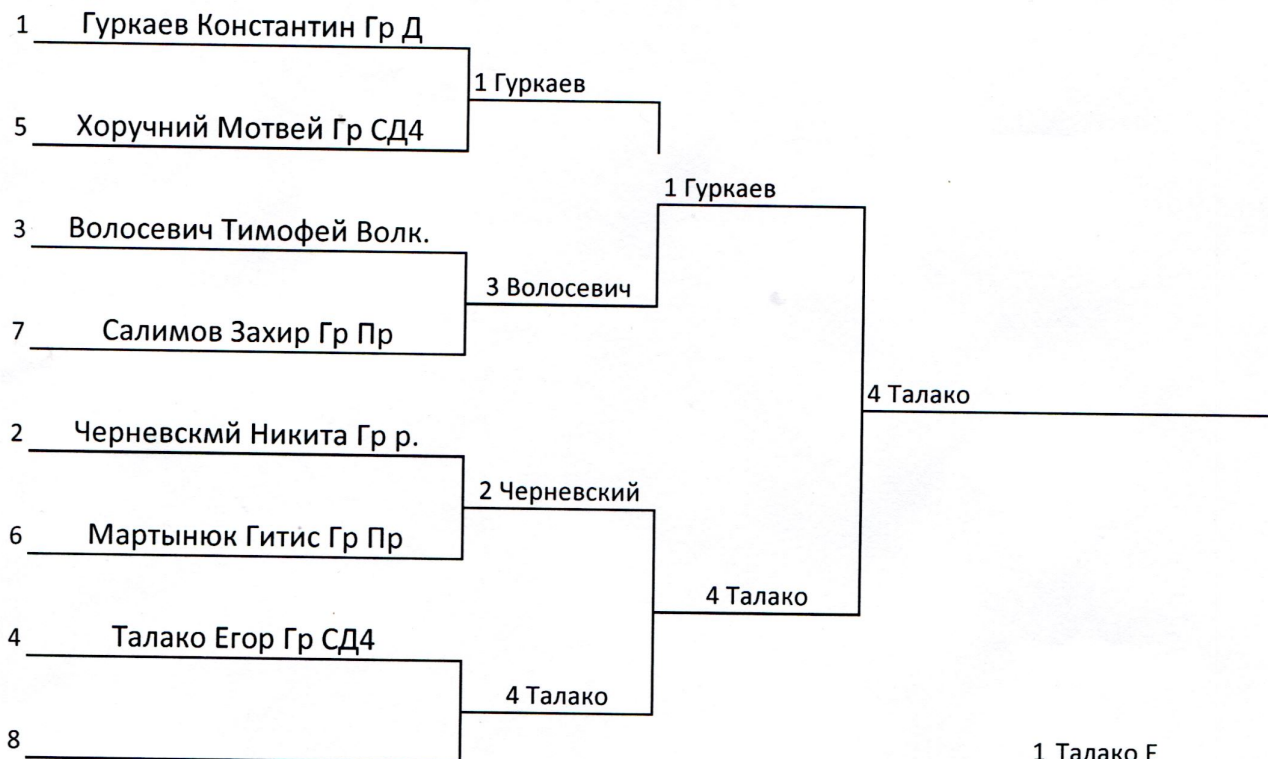 1 Гуркаев Константин Гр Д
1 Гуркаев
5 Хоручний Мотвей Гр СД4
1 Гуркаев
3 Волосевич Тимофей Волк.
3 Волосевич
7 Салимов Захир Гр Пр
4 Талако
2 Черневскмй Никита Гр р.
2 Черневский
6 Мартынюк Гитис Гр Пр
4 Талако
4 Талако Егор Гр СД4
4 Талако
8
1 Талако Е